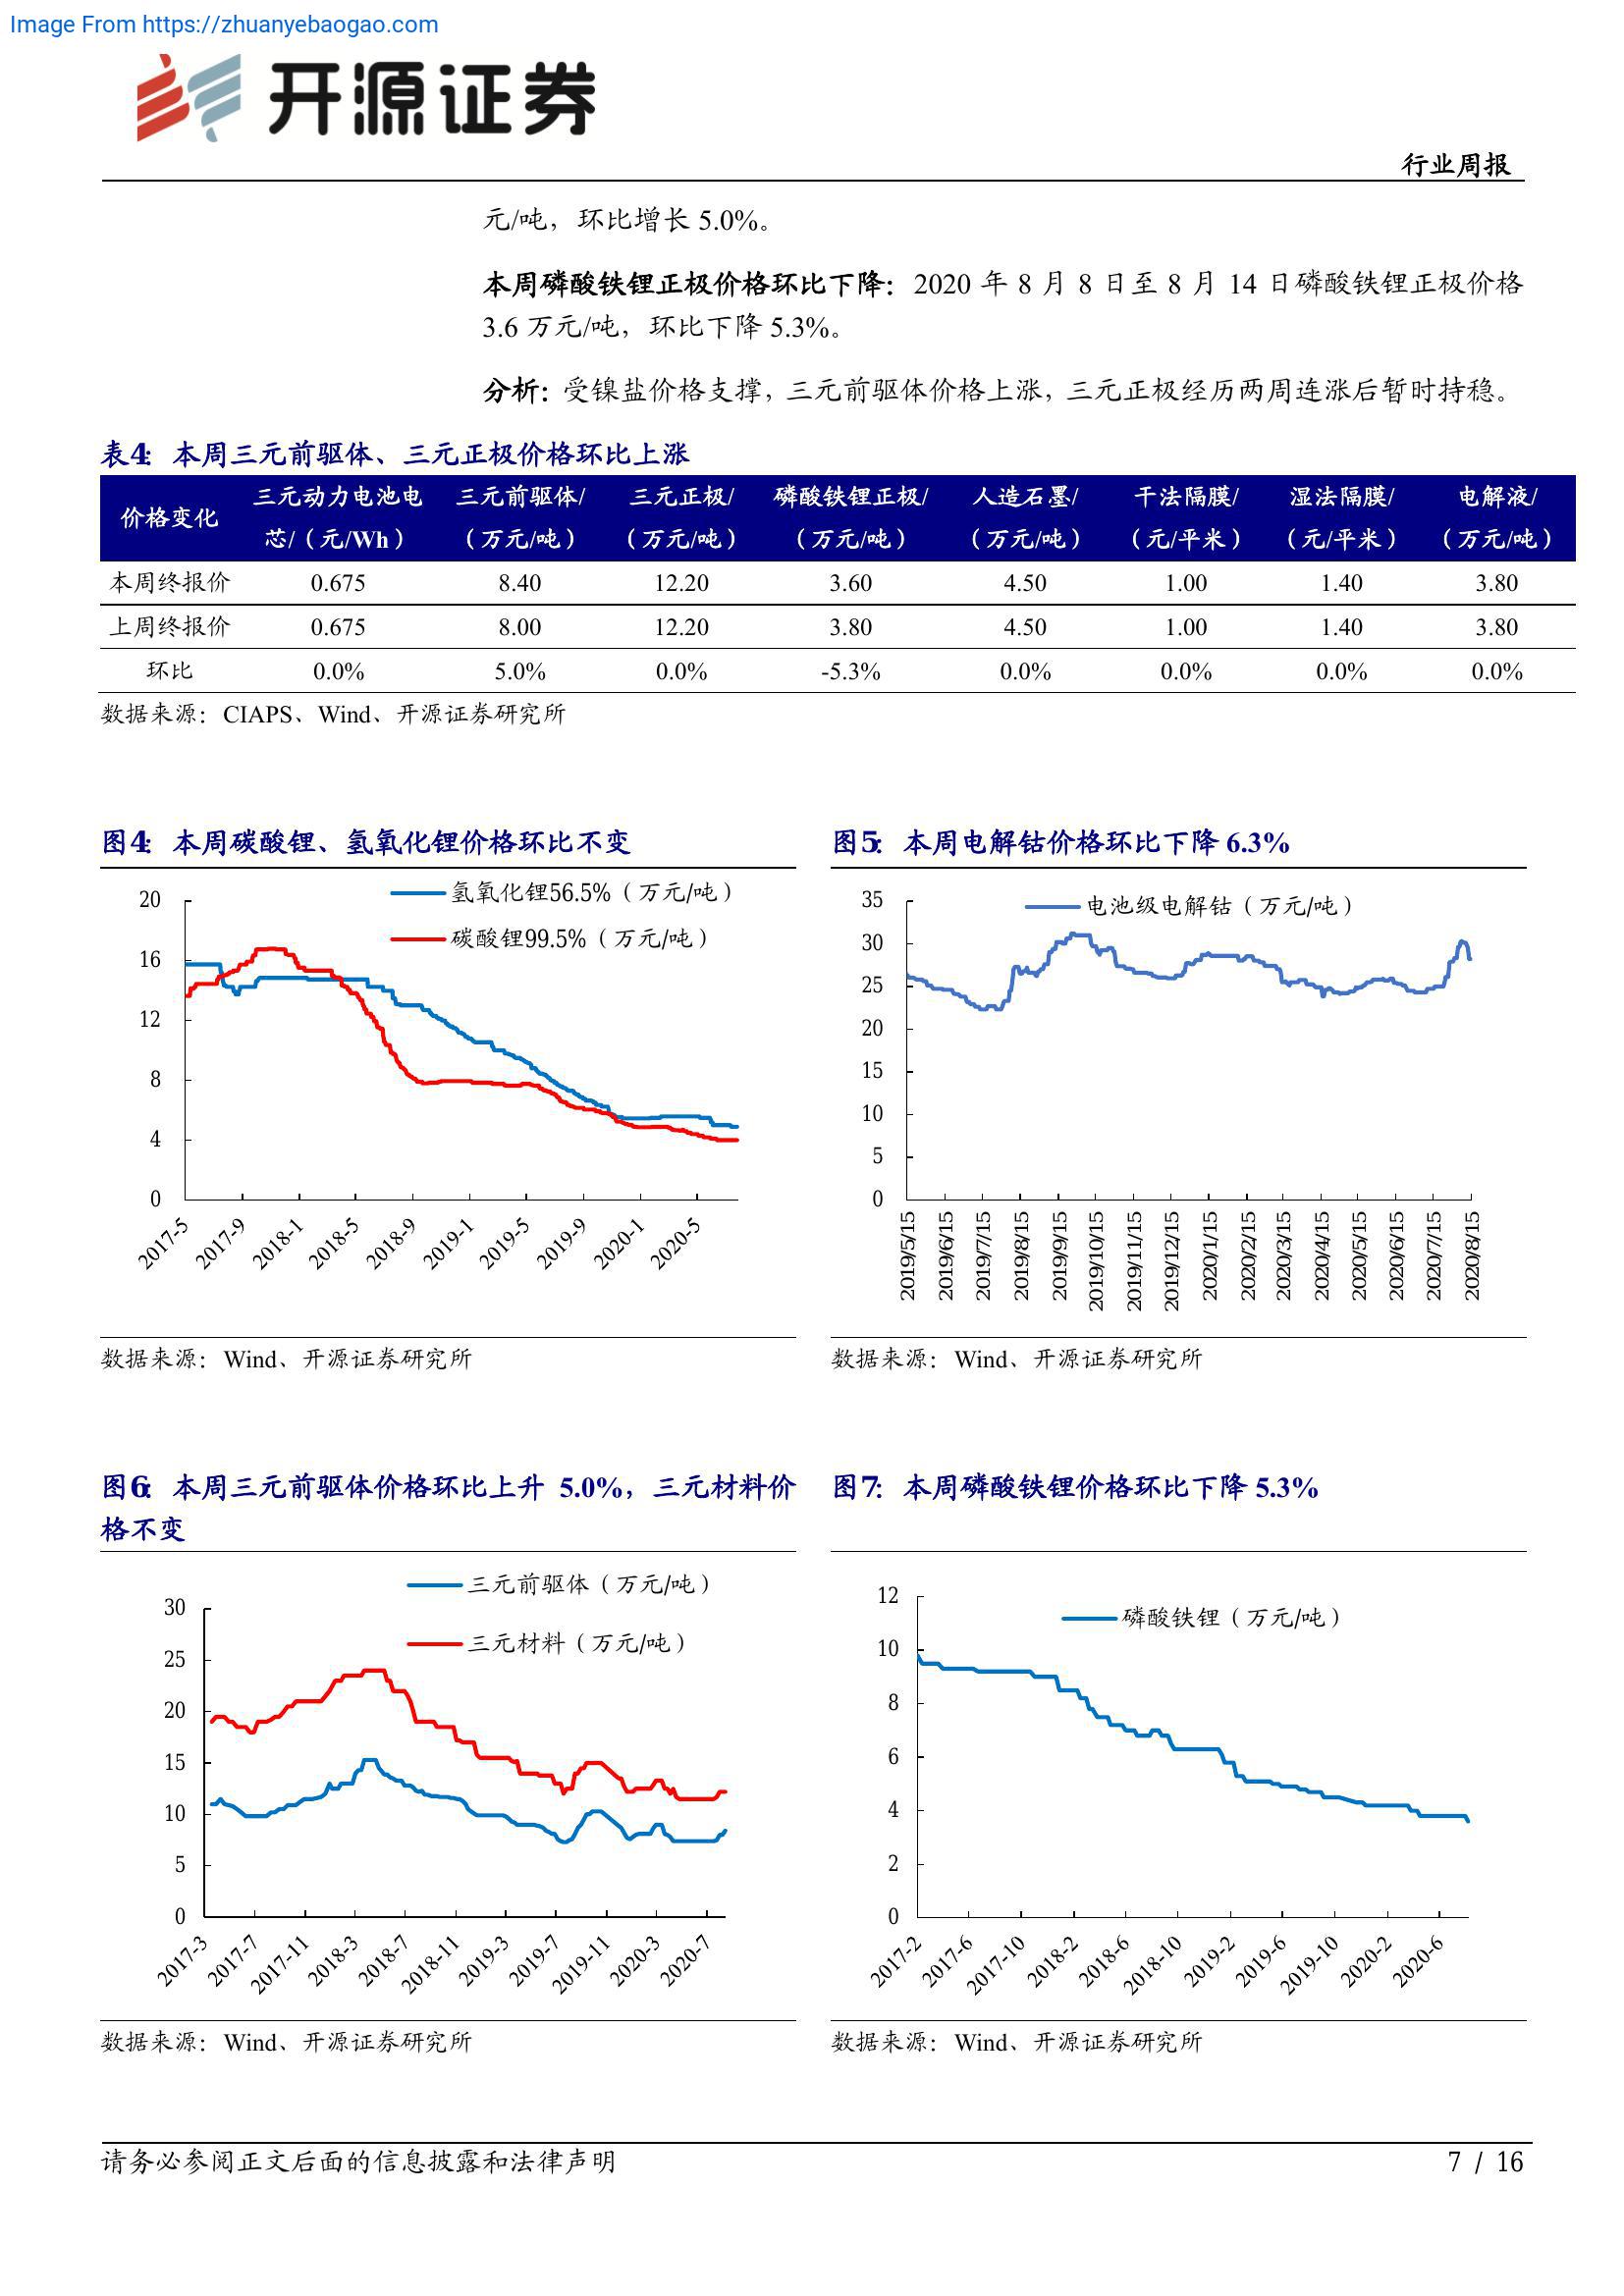 Image From https://zhuanyebaogao.com
开源证券
行业周报
元/吨，环比增长 5.0%。
本周磷酸铁锂正极价格环比下降：2020 年 8 月 8 日至 8 月 14 日磷酸铁锂正极价格
3.6 万元/吨，环比下降 5.3%。
分析：受镍盐价格支撑，三元前驱体价格上涨，三元正极经历两周连涨后暂时持稳。
表4：本周三元前驱体、三元正极价格环比上涨
价格变化 三元动力电池电芯/（元/Wh） 三元前驱体/（万元/吨） 三元正极/（万元/吨） 磷酸铁锂正极/（万元/吨） 人造石墨/（万元/吨） 干法隔膜/（元/平米） 湿法隔膜/（元/平米） 电解液/（万元/吨）
本周终报价 0.675 8.40 12.20 3.60 4.50 1.00 1.40 3.80
上周终报价 0.675 8.00 12.20 3.80 4.50 1.00 1.40 3.80
环比 0.0% 5.0% 0.0% -5.3% 0.0% 0.0% 0.0% 0.0%
数据来源：CIAPS、Wind、开源证券研究所
图4：本周碳酸锂、氢氧化锂价格环比不变
氢氧化锂56.5%（万元/吨）
碳酸锂99.5%（万元/吨）
20
16
12
8
4
0
2017-5 2017-9 2018-1 2018-5 2018-9 2019-1 2019-5 2019-9 2020-1 2020-5
数据来源：Wind、开源证券研究所
图5：本周电解钴价格环比下降 6.3%
电池级电解钴（万元/吨）
35
30
25
20
15
10
5
0
2019/5/15 2019/6/15 2019/7/15 2019/8/15 2019/9/15 2019/10/15 2019/11/15 2019/12/15 2020/1/15 2020/2/15 2020/3/15 2020/4/15 2020/5/15 2020/6/15 2020/7/15 2020/8/15
数据来源：Wind、开源证券研究所
图6：本周三元前驱体价格环比上升 5.0%，三元材料价
格不变
三元前驱体（万元/吨）
三元材料（万元/吨）
30
25
20
15
10
5
0
2017-3 2017-7 2017-11 2018-3 2018-7 2018-11 2019-3 2019-7 2019-11 2020-3 2020-7
数据来源：Wind、开源证券研究所
图7：本周磷酸铁锂价格环比下降 5.3%
磷酸铁锂（万元/吨）
12
10
8
6
4
2
0
2017-2 2017-6 2017-10 2018-2 2018-6 2018-10 2019-2 2019-6 2019-10 2020-2 2020-6
数据来源：Wind、开源证券研究所
请务必参阅正文后面的信息披露和法律声明
7 / 16